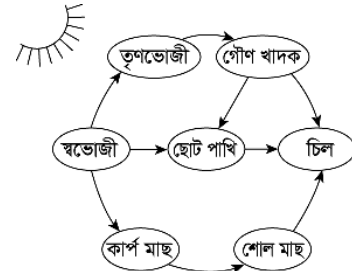 তৃণভোজী গৌণ খাদক
স্বভোজী ছোট পাখি চিল
কার্প মাছ শোল মাছ